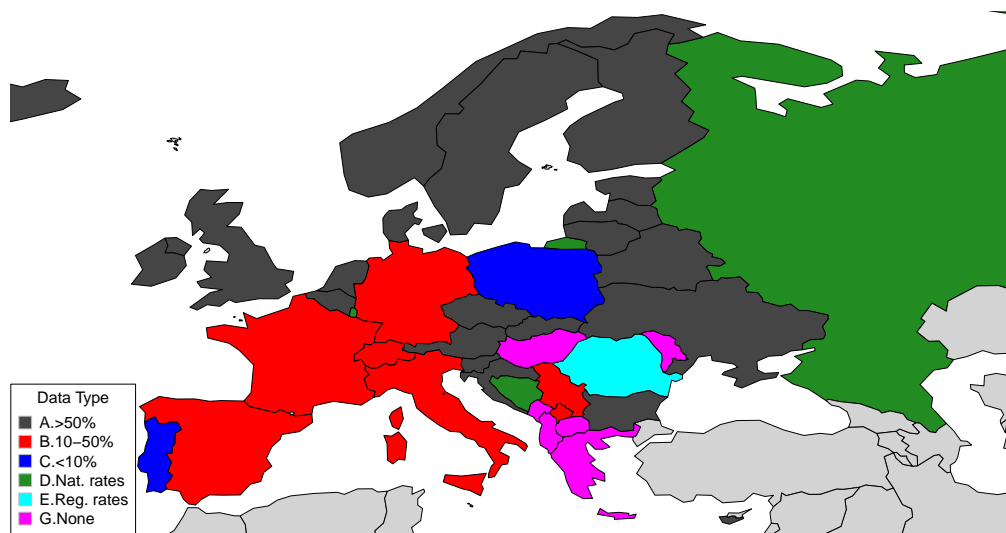 Data Type
A.>50%
B.10−50%
C.<10%
D.Nat. rates
E.Reg. rates
G.None